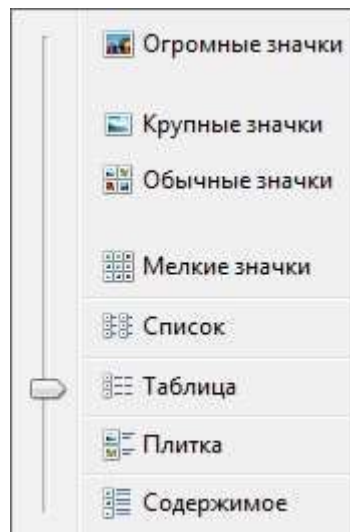 Огромные значки
Крупные значки
Обычные значки
Мелкие значки
Список
Таблица
Плитка
Содержимое